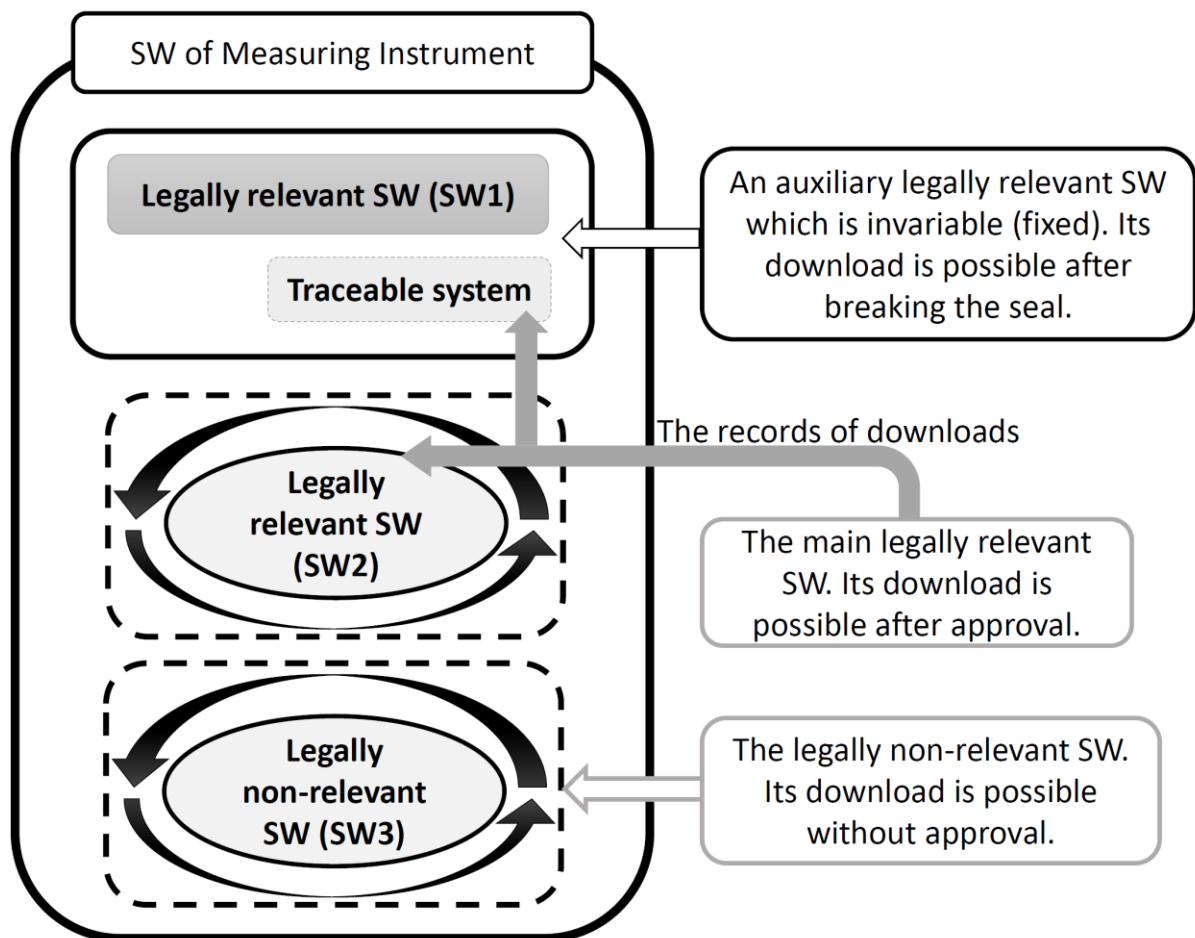 SW of Measuring Instrument
Legally relevant SW (SW1)
Traceable system
An auxiliary legally relevant SW
which is invariable (fixed). Its
download is possible after
breaking the seal.
The records of downloads
Legally
relevant SW
(SW2)
The main legally relevant
SW. Its download is
possible after approval.
Legally
non-relevant
SW (SW3)
The legally non-relevant SW.
Its download is possible
without approval.